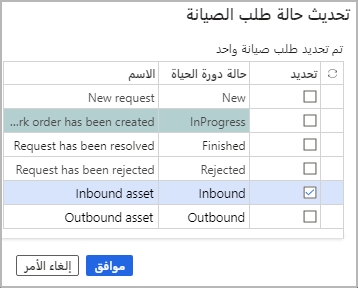 تحديث حالة طلب الصيانة
تم تحديد طلب صيانة واحد
تحديد حالة دورة الحياة الاسم
New New request
InProgress ...rk order has been created
Finished Request has been resolved
Rejected Request has been rejected
Inbound Inbound asset
Outbound Outbound asset
موافق إلغاء الأمر